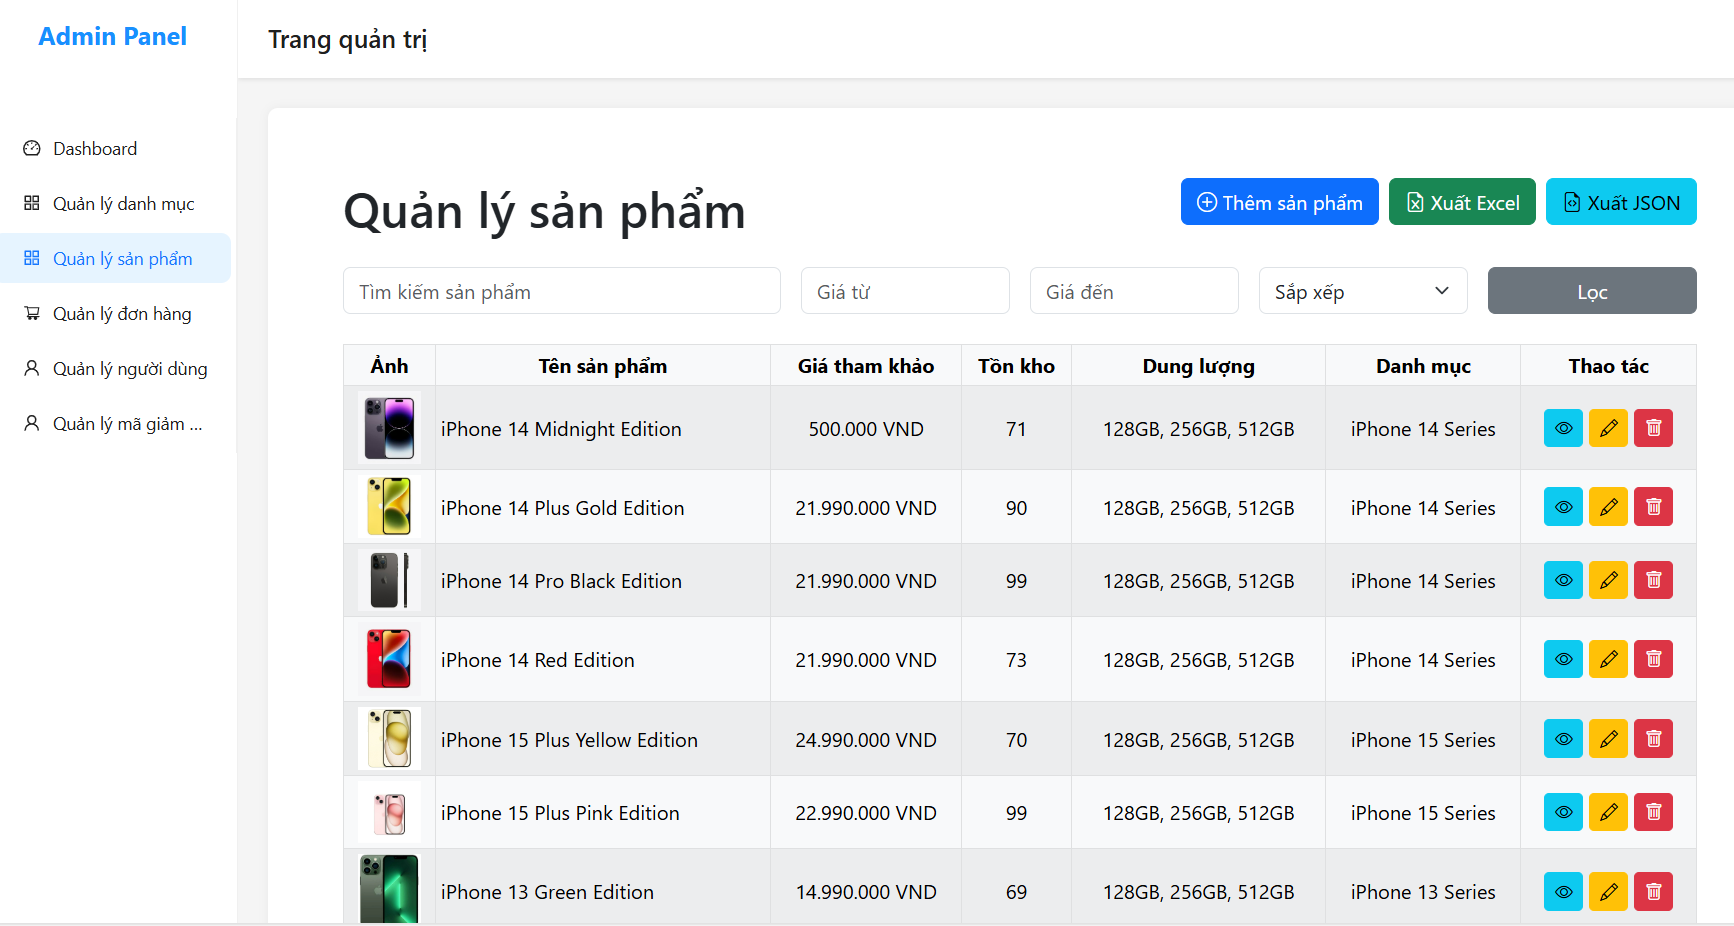 Admin Panel
Trang quản trị
Dashboard
Quản lý danh mục
Quản lý sản phẩm
Quản lý đơn hàng
Quản lý người dùng
Quản lý mã giảm ...
Quản lý sản phẩm
Thêm sản phẩm
Xuất Excel
Xuất JSON
Tìm kiếm sản phẩm
Giá từ
Giá đến
Sắp xếp
Lọc
Ảnh Tên sản phẩm Giá tham khảo Tồn kho Dung lượng Danh mục Thao tác
iPhone 14 Midnight Edition 500.000 VND 71 128GB, 256GB, 512GB iPhone 14 Series
iPhone 14 Plus Gold Edition 21.990.000 VND 90 128GB, 256GB, 512GB iPhone 14 Series
iPhone 14 Pro Black Edition 21.990.000 VND 99 128GB, 256GB, 512GB iPhone 14 Series
iPhone 14 Red Edition 21.990.000 VND 73 128GB, 256GB, 512GB iPhone 14 Series
iPhone 15 Plus Yellow Edition 24.990.000 VND 70 128GB, 256GB, 512GB iPhone 15 Series
iPhone 15 Plus Pink Edition 22.990.000 VND 99 128GB, 256GB, 512GB iPhone 15 Series
iPhone 13 Green Edition 14.990.000 VND 69 128GB, 256GB, 512GB iPhone 13 Series